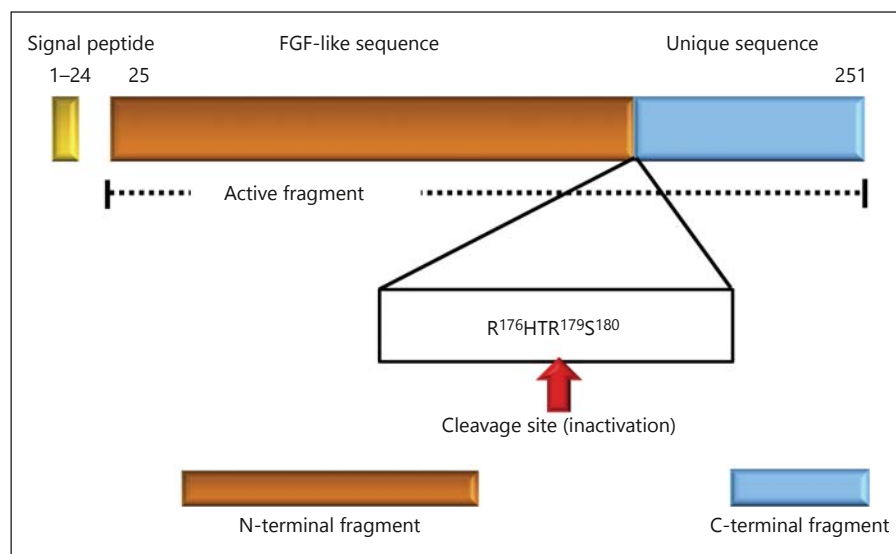 Signal peptide FGF-like sequence Unique sequence
1–24 25 251
Active fragment
R¹⁷⁶HTR¹⁷⁹S¹⁸⁰
Cleavage site (inactivation)
N-terminal fragment C-terminal fragment